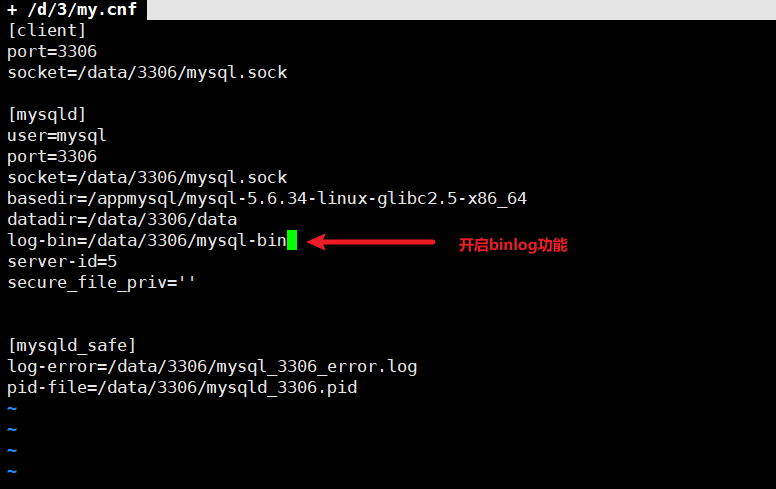 + /d/3/my.cnf
[client]
port=3306
socket=/data/3306/mysql.sock
[mysqld]
user=mysql
port=3306
socket=/data/3306/mysql.sock
basedir=/appmysql/mysql-5.6.34-linux-glibc2.5-x86_64
datadir=/data/3306/data
log-bin=/data/3306/mysql-bin
开启binlog功能
server-id=5
secure_file_priv=''
[mysqld_safe]
log-error=/data/3306/mysql_3306_error.log
pid-file=/data/3306/mysqld_3306.pid
~
~
~
~